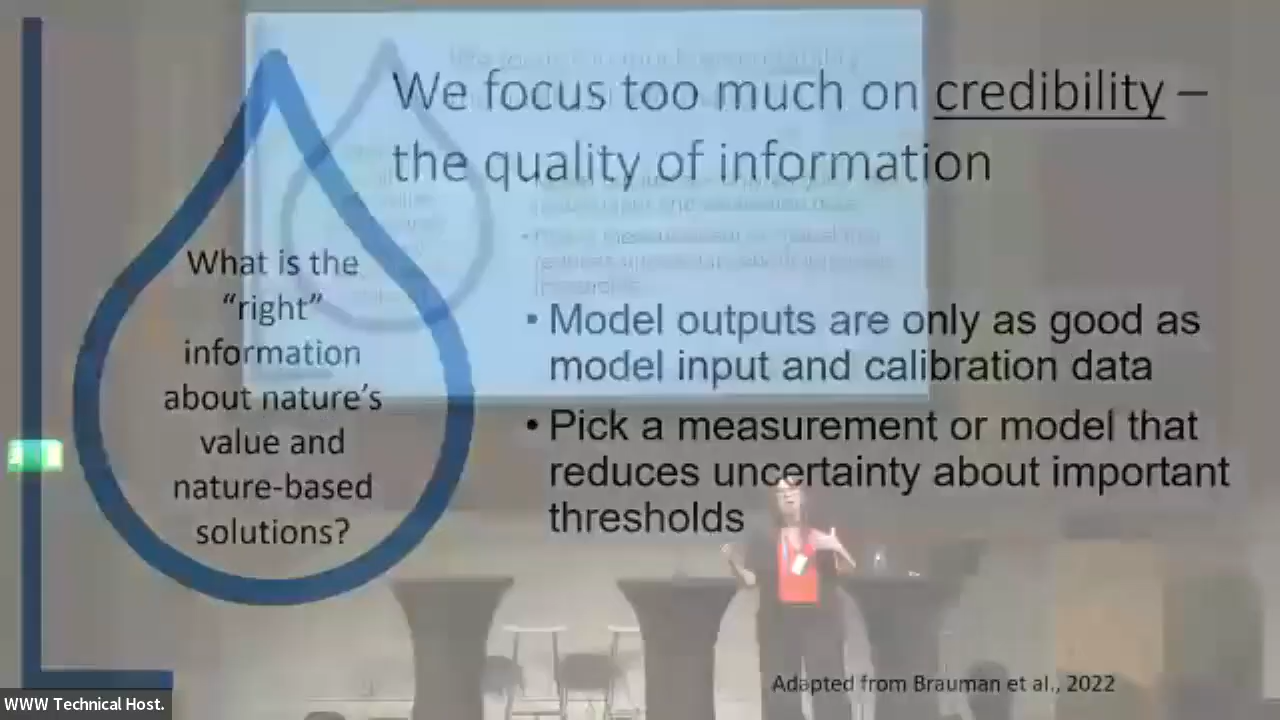 We focus too much on credibility –
the quality of information
What is the
“right”
information
about nature’s
value and
nature-based
solutions?
• Model outputs are only as good as
model input and calibration data
• Pick a measurement or model that
reduces uncertainty about important
thresholds
Adapted from Brauman et al., 2022
WWW Technical Host.